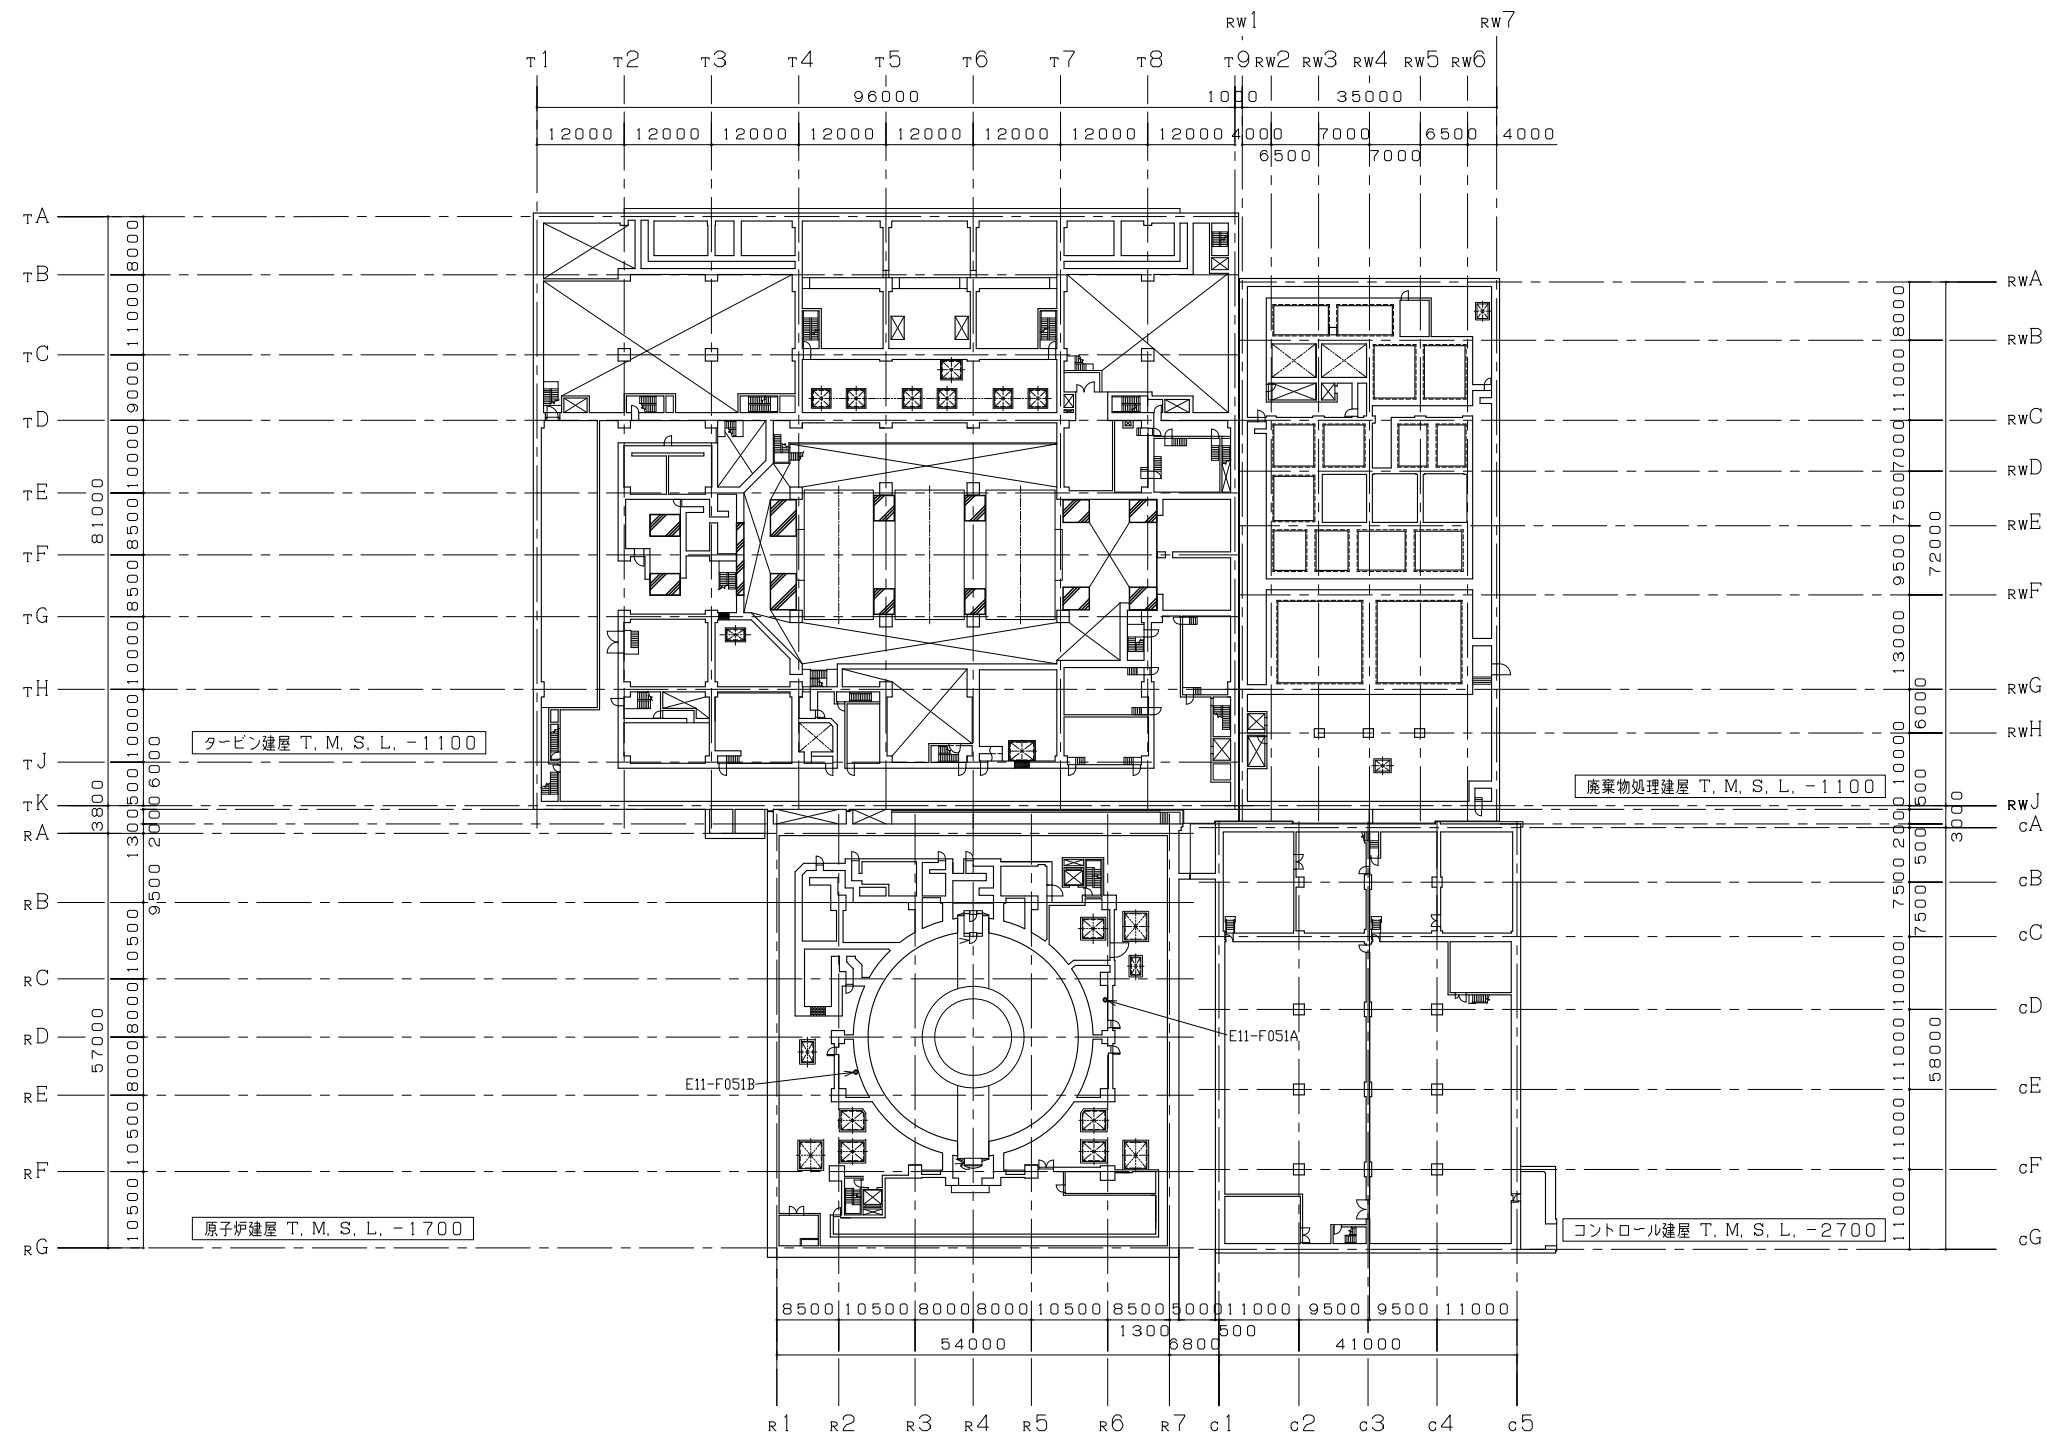 RW1 RW7
T1 T2 T3 T4 T5 T6 T7 T8 T9 RW2 RW3 RW4 RW5 RW6
96000 1000 35000
12000 12000 12000 12000 12000 12000 12000 12000 4000 7000 6500 4000
6500 7000
TA
8000
TB
11000
TC
9000
TD
10000
TE
81000
8500
TF
8500
TG
10000
TH
10000
TJ
6000
TK
500
3800
2000
1300
RA
9500
RB
10500
RC
8000
RD
57000
8000
RE
10500
RF
10500
RG
RWA
8000
RWB
11000
RWC
7000
RWD
7500
RWE
72000
9500
RWF
13000
RWG
6000
RWH
10000
RWJ
500
2000
500
3000
CA
7500
CB
7500
CC
10000
CD
11000
58000
CE
11000
CF
11000
CG
タービン建屋 T.M.S.L.-1100
廃棄物処理建屋 T.M.S.L.-1100
E11-F051A
E11-F051B
原子炉建屋 T.M.S.L.-1700
コントロール建屋 T.M.S.L.-2700
8500 10500 8000 8000 10500 8500 5000 11000 9500 9500 11000
1300 500
54000 6800 41000
R1 R2 R3 R4 R5 R6 R7 C1 C2 C3 C4 C5